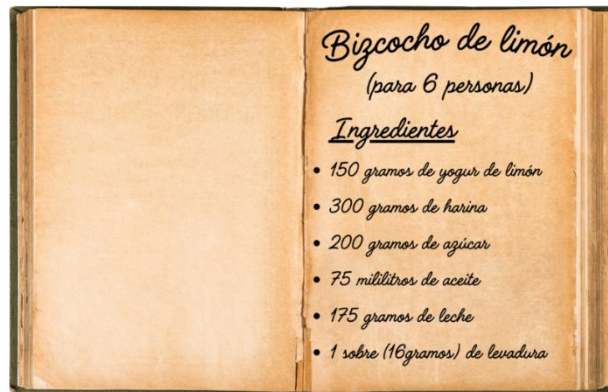 Bizcocho de limón
(para 6 personas)
Ingredientes
• 150 gramos de yogur de limón
• 300 gramos de harina
• 200 gramos de azúcar
• 75 mililitros de aceite
• 175 gramos de leche
• 1 sobre (16gramos) de levadura